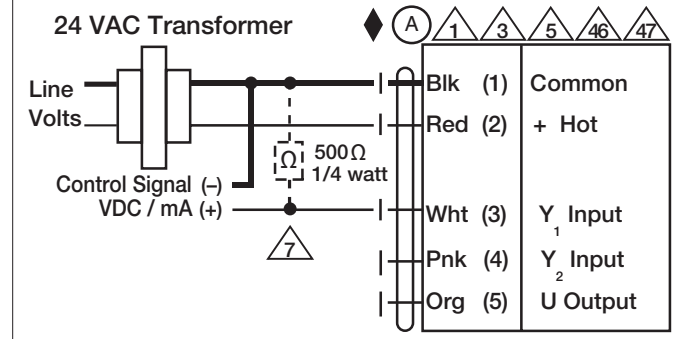 24 VAC Transformer
A 1 3 5 46 47
Line
Volts
Blk (1) Common
Red (2) + Hot
Ω 500Ω
1/4 watt
Control Signal (–)
VDC / mA (+)
Wht (3) Y1 Input
7
Pnk (4) Y2 Input
Org (5) U Output